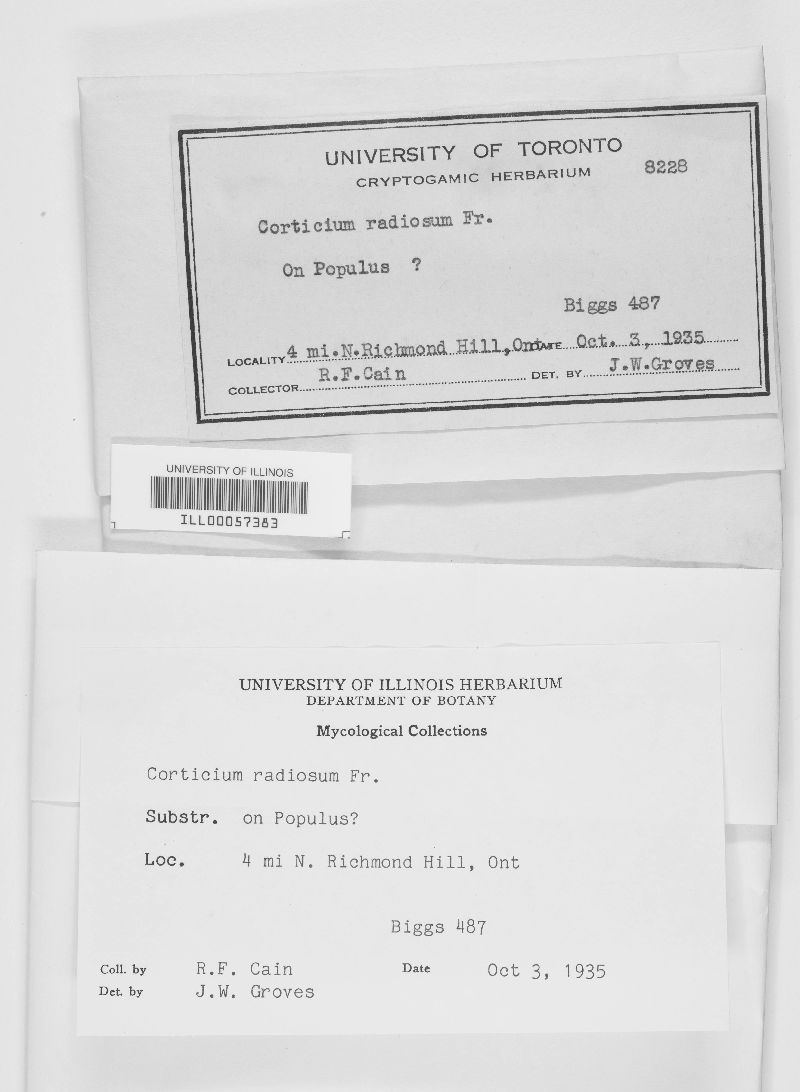 UNIVERSITY OF TORONTO
CRYPTOGAMIC HERBARIUM 8228
Corticium radiosum Fr.
On Populus ?
Biggs 487
LOCALITY 4 mi.N.Richmond Hill,Ont DATE Oct. 3, 1935
COLLECTOR R.F.Cain DET. BY J.W.Groves
UNIVERSITY OF ILLINOIS
ILL00057383
UNIVERSITY OF ILLINOIS HERBARIUM
DEPARTMENT OF BOTANY
Mycological Collections
Corticium radiosum Fr.
Substr. on Populus?
Loc. 4 mi N. Richmond Hill, Ont
Biggs 487
Coll. by R.F. Cain Date Oct 3, 1935
Det. by J.W. Groves